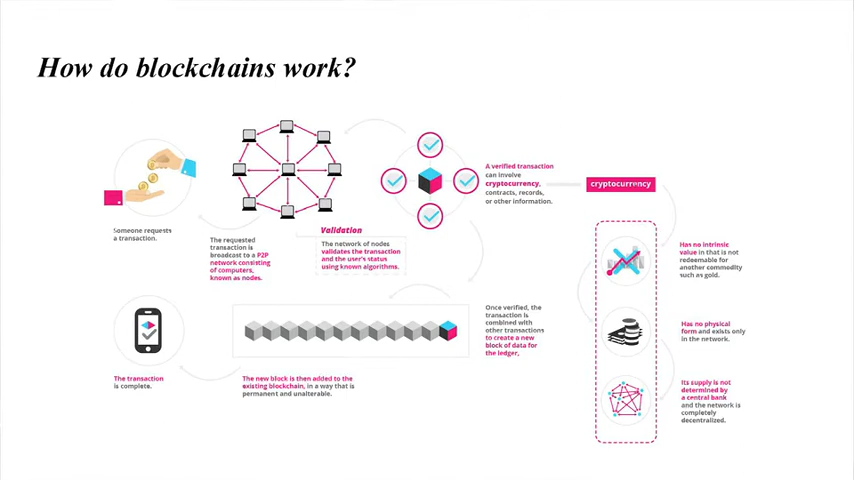 How do blockchains work?
Someone requests
a transaction.
The requested
transaction is
broadcast to a P2P
network consisting
of computers,
known as nodes.
Validation
The network of nodes
validates the transaction
and the user's status
using known algorithms.
A verified transaction
can involve
cryptocurrency,
contracts, records,
or other information.
cryptocurrency
Has no intrinsic
value in that is not
redeemable for
another commodity
such as gold.
Has no physical
form and exists only
in the network.
Its supply is not
determined by
a central bank
and the network is
completely
decentralized.
Once verified, the
transaction is
combined with
other transactions
to create a new
block of data for
the ledger,
The new block is then added to the
existing blockchain, in a way that is
permanent and unalterable.
The transaction
is complete.